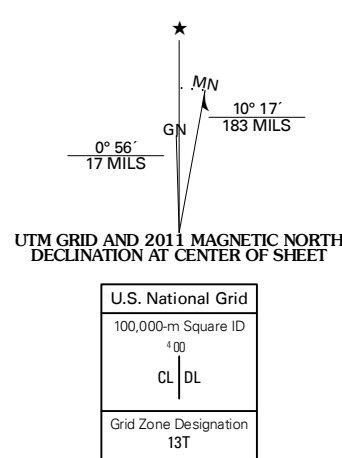 ★
MN
10° 17´
183 MILS
GN
0° 56´
17 MILS
UTM GRID AND 2011 MAGNETIC NORTH
DECLINATION AT CENTER OF SHEET
U.S. National Grid
100,000-m Square ID
⁴00
CL DL
Grid Zone Designation
13T